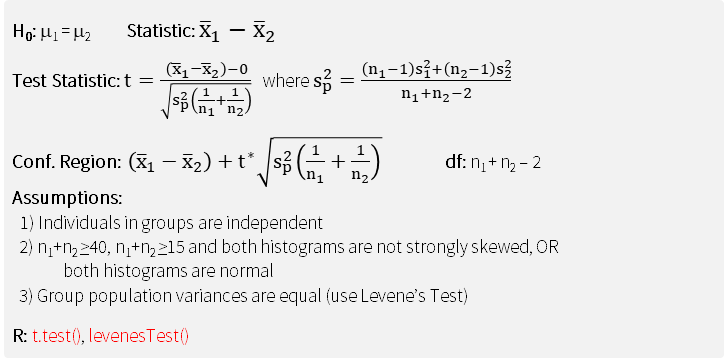 H₀: μ₁ = μ₂ Statistic: x̅₁ − x̅₂
Test Statistic: t = (x̅₁−x̅₂)−0 / √(s²ₚ(1/n₁+1/n₂)) where s²ₚ = (n₁−1)s²₁+(n₂−1)s²₂ / n₁+n₂−2
Conf. Region: (x̅₁ − x̅₂) + t* √(s²ₚ(1/n₁ + 1/n₂)) df: n₁ + n₂ – 2
Assumptions:
1) Individuals in groups are independent
2) n₁+n₂≥40, n₁+n₂≥15 and both histograms are not strongly skewed, OR
both histograms are normal
3) Group population variances are equal (use Levene's Test)
R: t.test(), levenesTest()